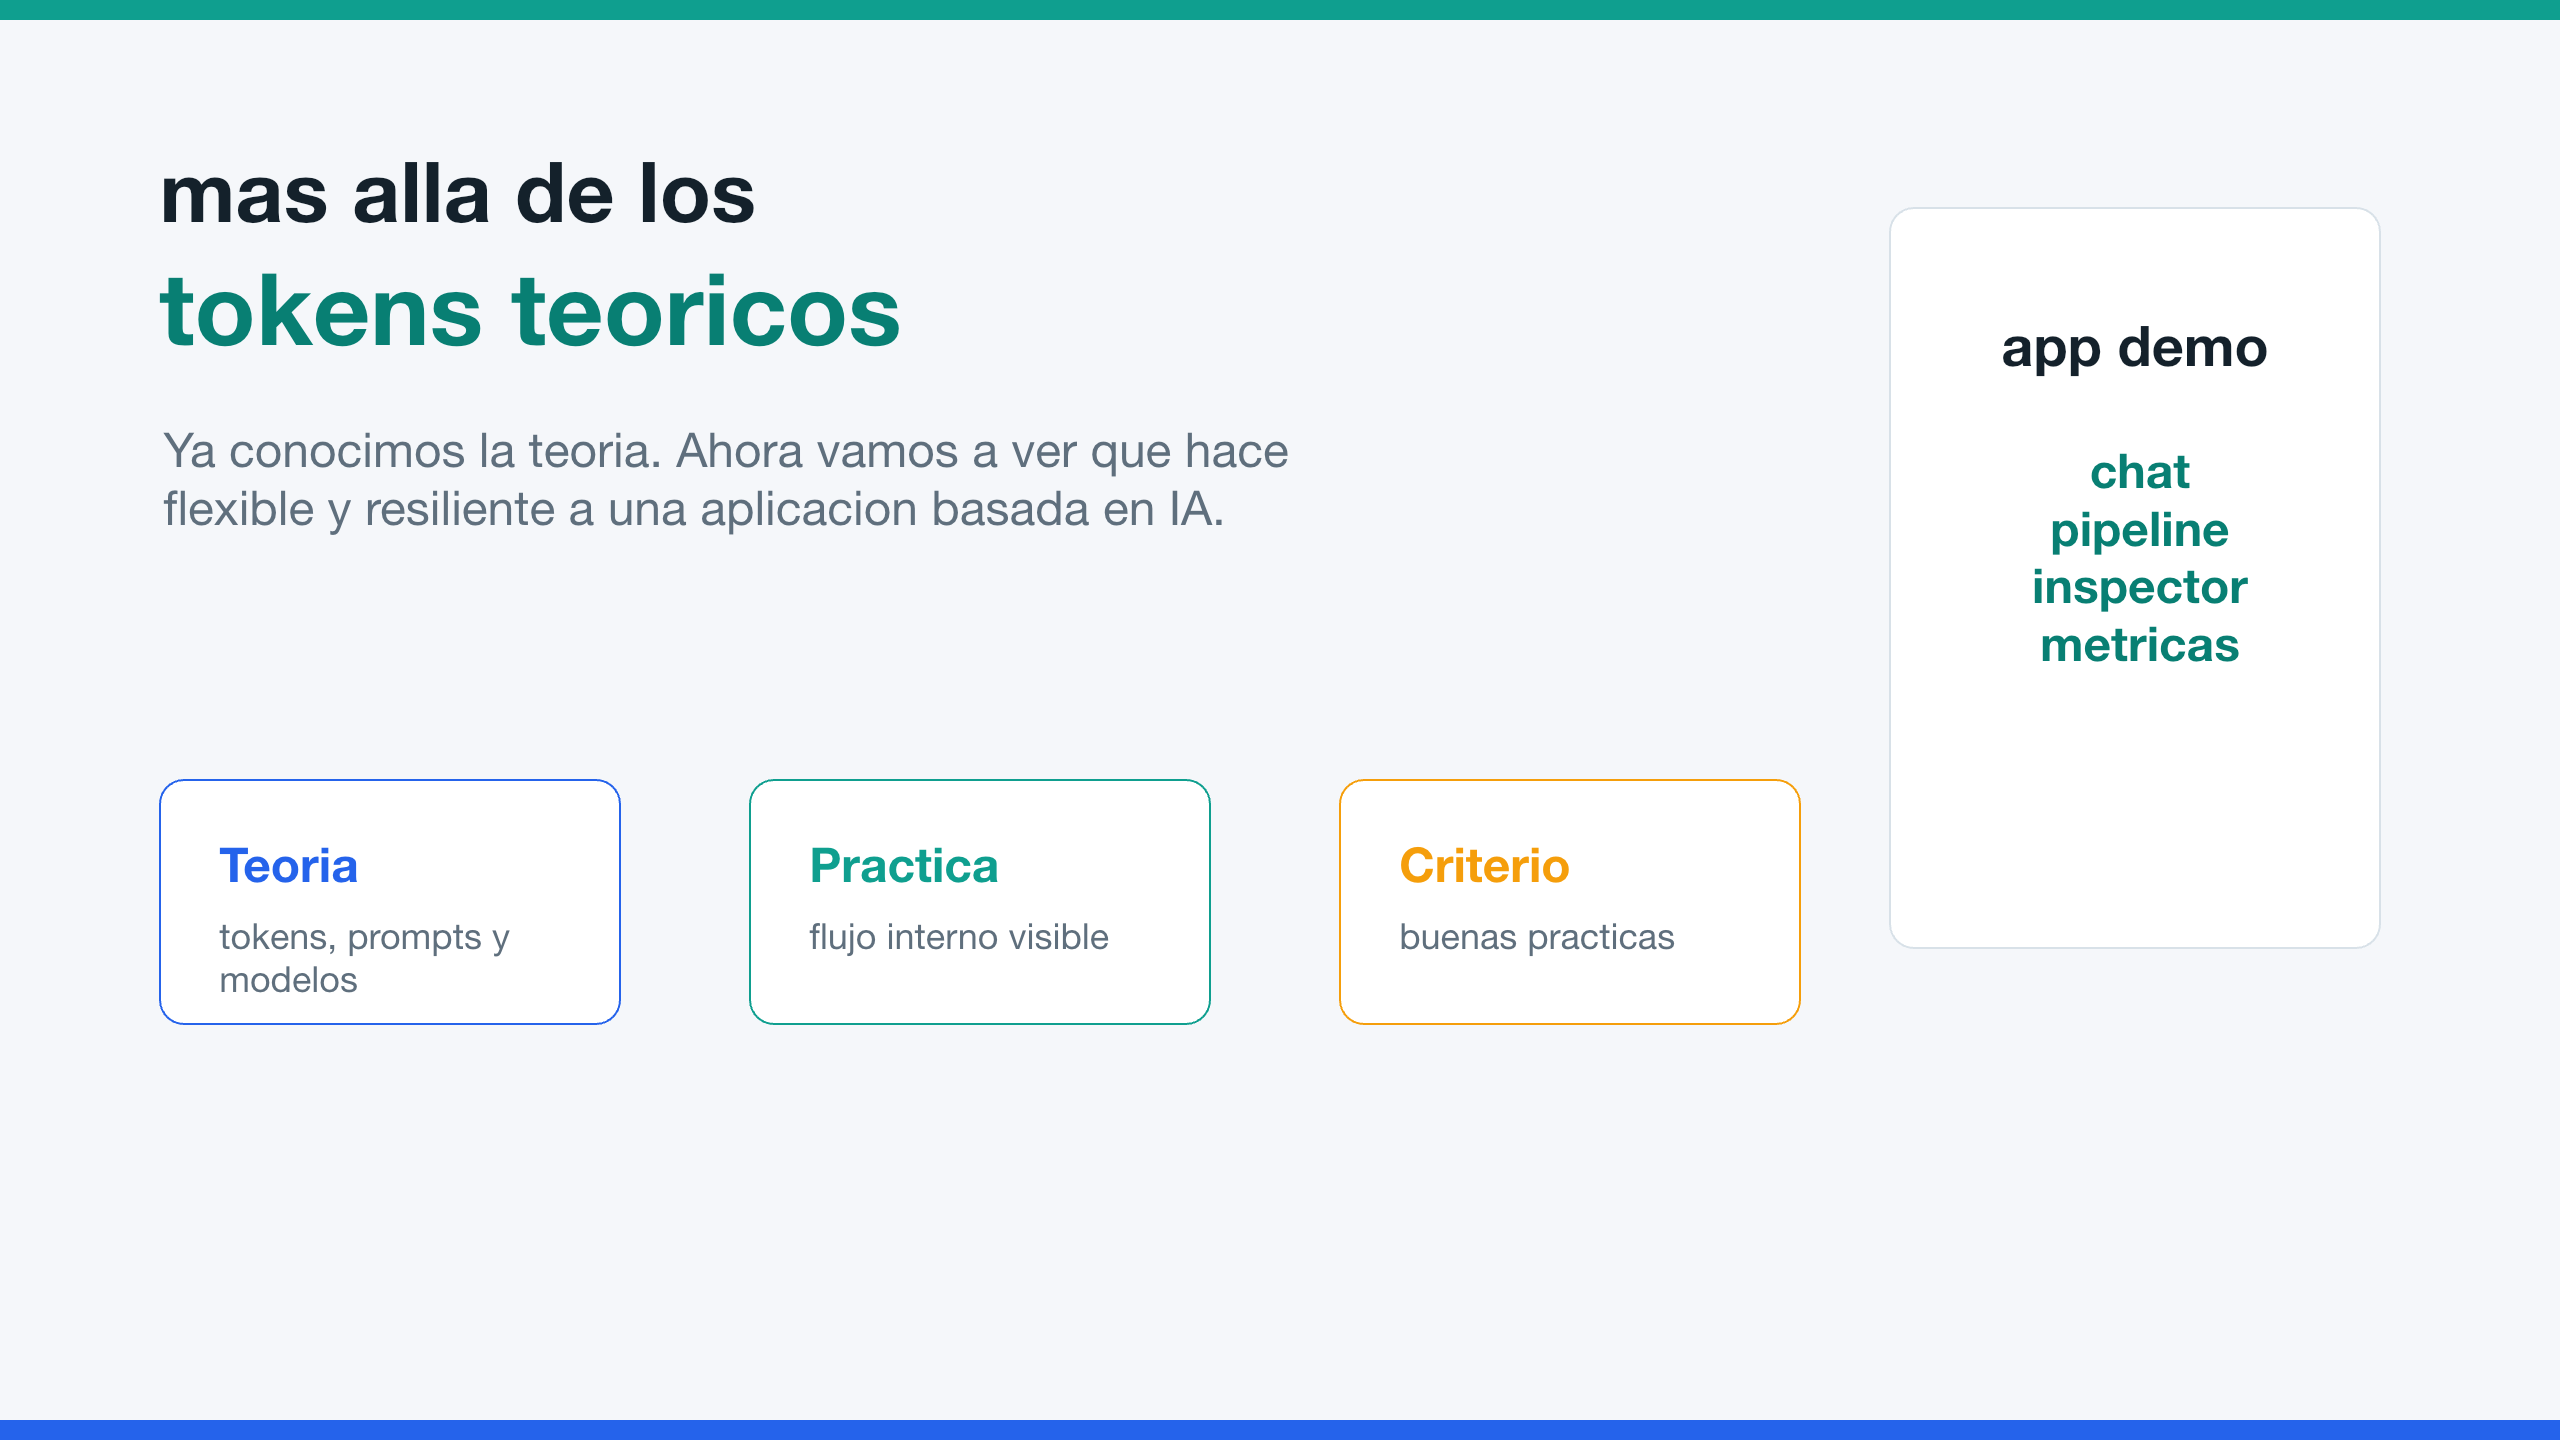 mas alla de los
tokens teoricos
Ya conocimos la teoria. Ahora vamos a ver que hace
flexible y resiliente a una aplicacion basada en IA.
app demo
chat
pipeline
inspector
metricas
Teoria
tokens, prompts y
modelos
Practica
flujo interno visible
Criterio
buenas practicas